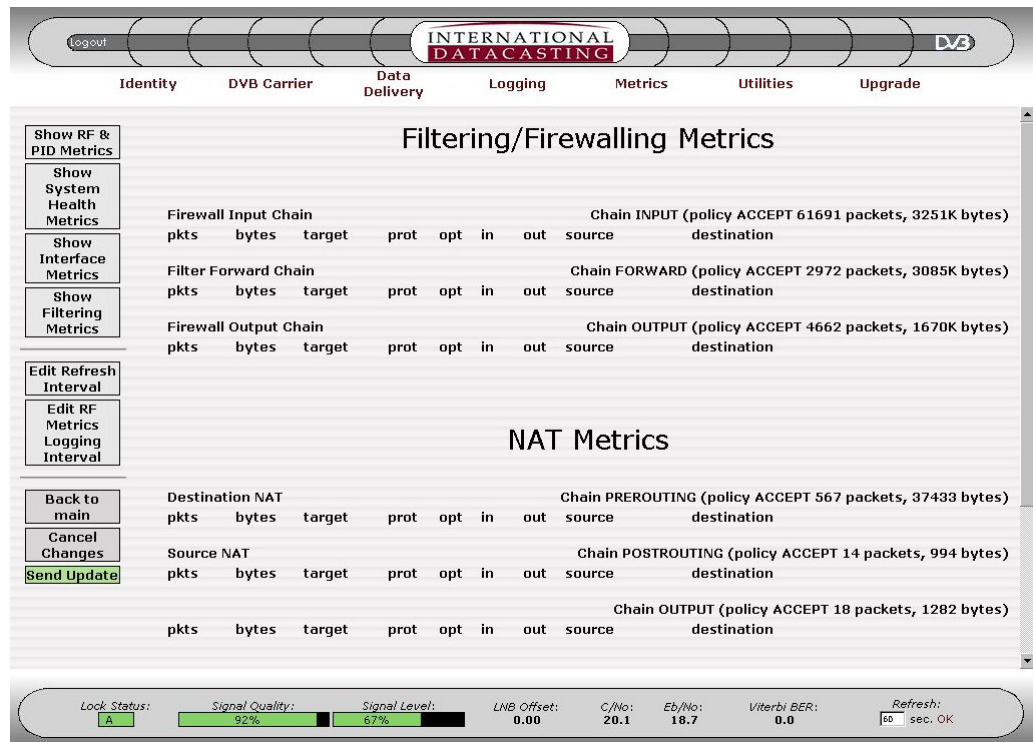 Logout
INTERNATIONAL
DATACASTING
DVB
Identity DVB Carrier Data Delivery Logging Metrics Utilities Upgrade
Show RF &
PID Metrics
Show
System
Health
Metrics
Show
Interface
Metrics
Show
Filtering
Metrics
Edit Refresh
Interval
Edit RF
Metrics
Logging
Interval
Back to
main
Cancel
Changes
Send Update
Filtering/Firewalling Metrics
Firewall Input Chain Chain INPUT (policy ACCEPT 61691 packets, 3251K bytes)
pkts bytes target prot opt in out source destination
Filter Forward Chain Chain FORWARD (policy ACCEPT 2972 packets, 3085K bytes)
pkts bytes target prot opt in out source destination
Firewall Output Chain Chain OUTPUT (policy ACCEPT 4662 packets, 1670K bytes)
pkts bytes target prot opt in out source destination
NAT Metrics
Destination NAT Chain PREROUTING (policy ACCEPT 567 packets, 37433 bytes)
pkts bytes target prot opt in out source destination
Source NAT Chain POSTROUTING (policy ACCEPT 14 packets, 994 bytes)
pkts bytes target prot opt in out source destination
Chain OUTPUT (policy ACCEPT 18 packets, 1282 bytes)
pkts bytes target prot opt in out source destination
Lock Status: Signal Quality: Signal Level: LNB Offset: C/No: Eb/No: Viterbi BER: Refresh:
A 92% 67% 0.00 20.1 18.7 0.0 60 sec. OK